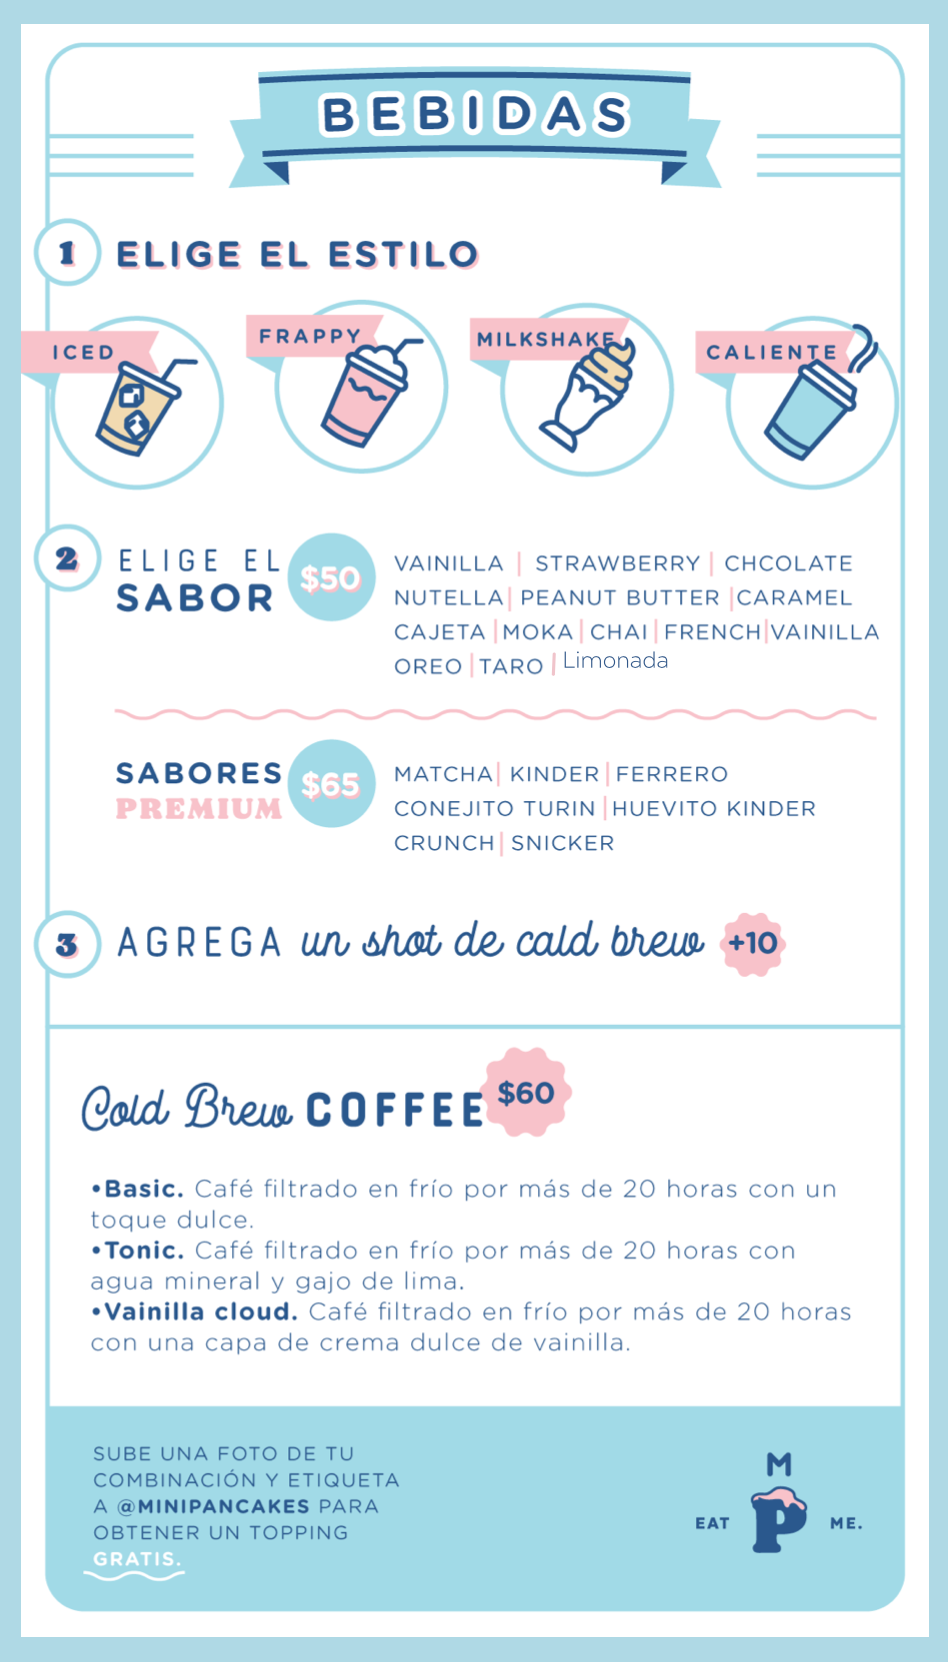 BEBIDAS
1 ELIGE EL ESTILO
ICED
FRAPPY
MILKSHAKE
CALIENTE
2 ELIGE EL
SABOR
$50
VAINILLA | STRAWBERRY | CHCOLATE
NUTELLA | PEANUT BUTTER | CARAMEL
CAJETA | MOKA | CHAI | FRENCH | VAINILLA
OREO | TARO | Limonada
SABORES
PREMIUM
$65
MATCHA | KINDER | FERRERO
CONEJITO TURIN | HUEVITO KINDER
CRUNCH | SNICKER
3 AGREGA un shot de cald brew +10
Cold Brew COFFEE $60
•Basic. Café filtrado en frío por más de 20 horas con un
toque dulce.
•Tonic. Café filtrado en frío por más de 20 horas con
agua mineral y gajo de lima.
•Vainilla cloud. Café filtrado en frío por más de 20 horas
con una capa de crema dulce de vainilla.
SUBE UNA FOTO DE TU
COMBINACIÓN Y ETIQUETA
A @MINIPANCAKES PARA
OBTENER UN TOPPING
GRATIS.
M
EAT P ME.